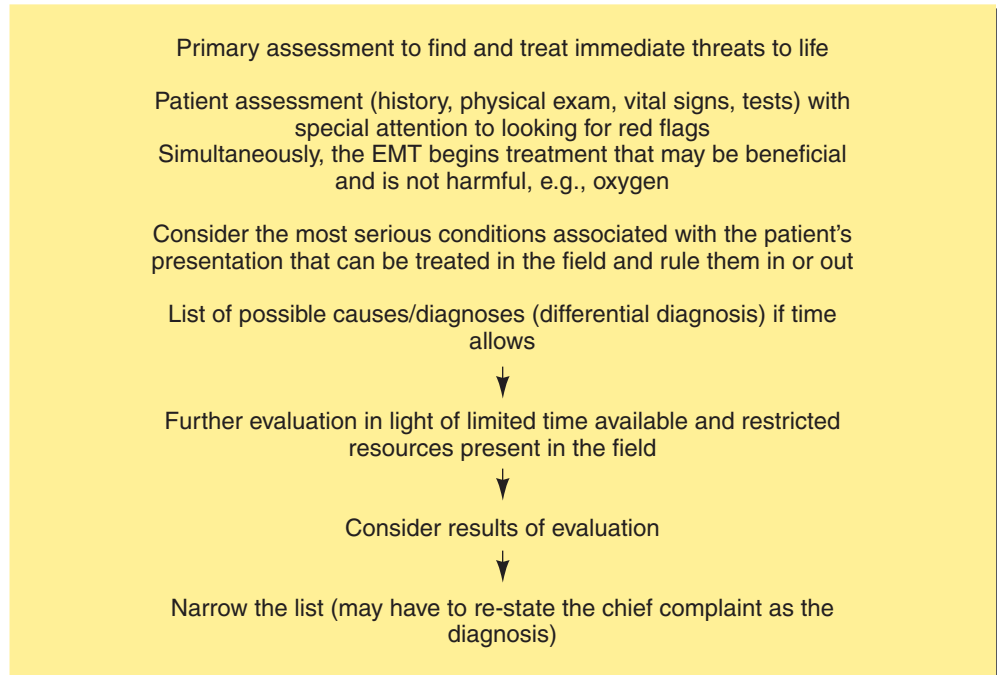 Primary assessment to find and treat immediate threats to life
Patient assessment (history, physical exam, vital signs, tests) with
special attention to looking for red flags
Simultaneously, the EMT begins treatment that may be beneficial
and is not harmful, e.g., oxygen
Consider the most serious conditions associated with the patient’s
presentation that can be treated in the field and rule them in or out
List of possible causes/diagnoses (differential diagnosis) if time
allows
Further evaluation in light of limited time available and restricted
resources present in the field
Consider results of evaluation
Narrow the list (may have to re-state the chief complaint as the
diagnosis)